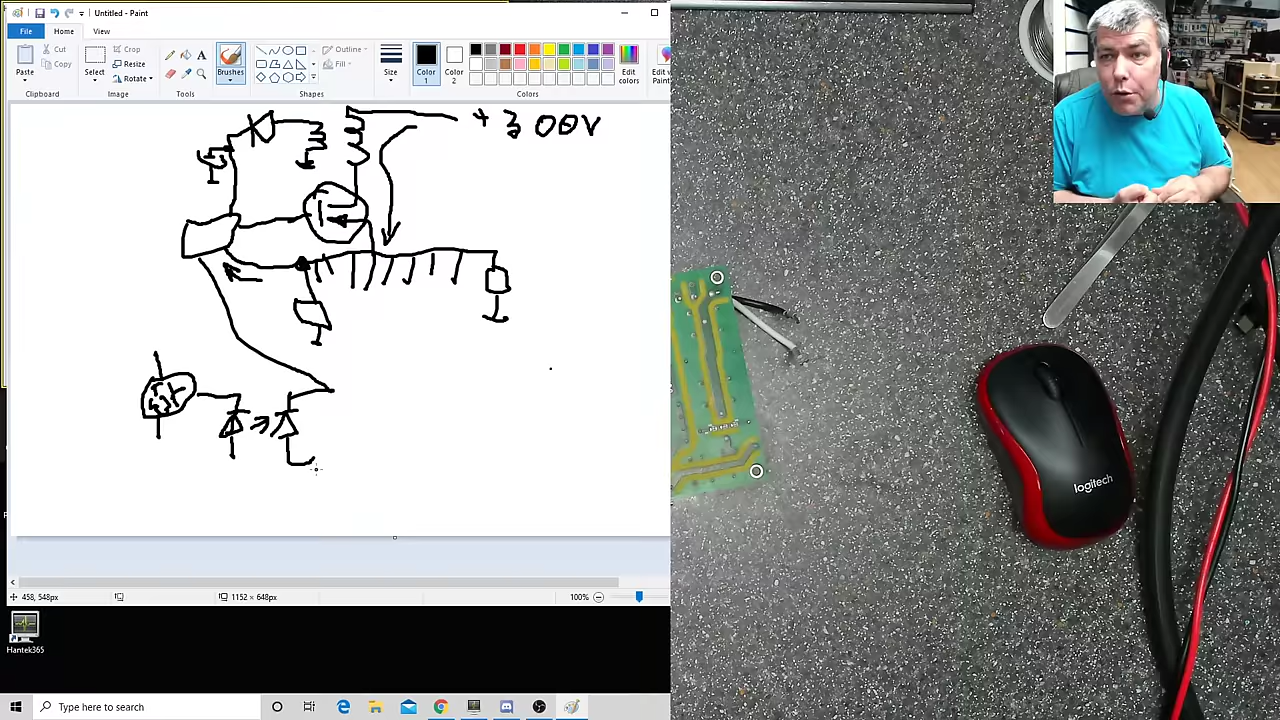 Untitled - Paint
File
Home
View
Paste
Cut
Copy
Clipboard
Select
Crop
Resize
Rotate
Image
A
Tools
Brushes
Shapes
Outline
Fill
Size
Color 1
Color 2
Edit colors
Colors
+ 300V
458, 548px
1152 × 648px
100%
Hantek365
Type here to search
logitech